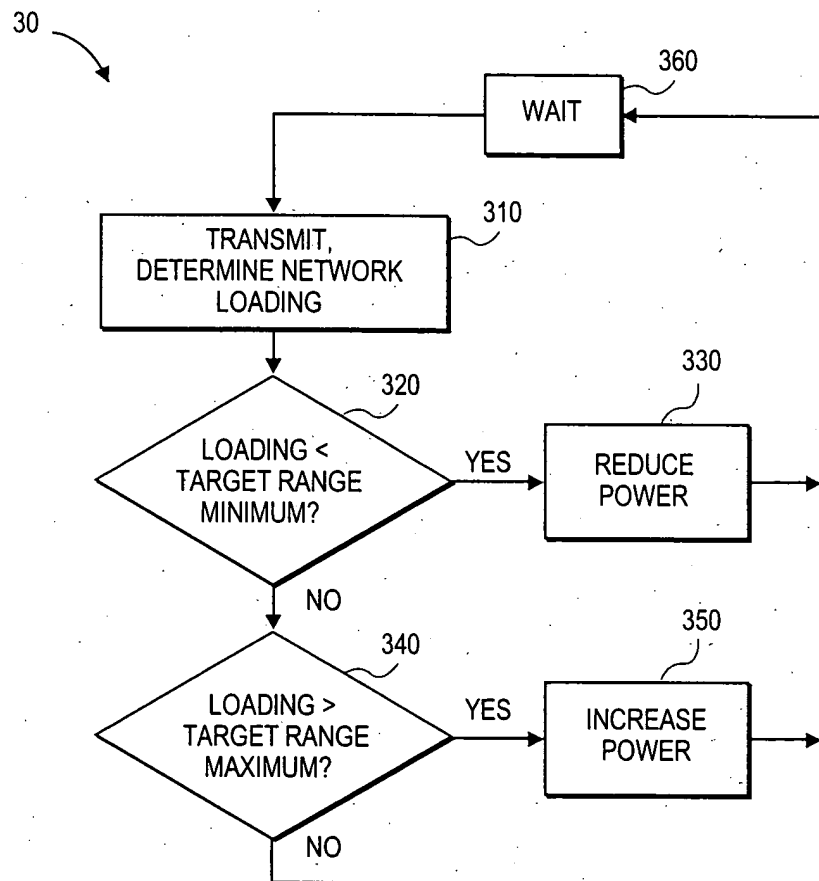 30
360
WAIT
310
TRANSMIT,
DETERMINE NETWORK
LOADING
320
LOADING <
TARGET RANGE
MINIMUM?
YES
330
REDUCE
POWER
NO
340
LOADING >
TARGET RANGE
MAXIMUM?
YES
350
INCREASE
POWER
NO